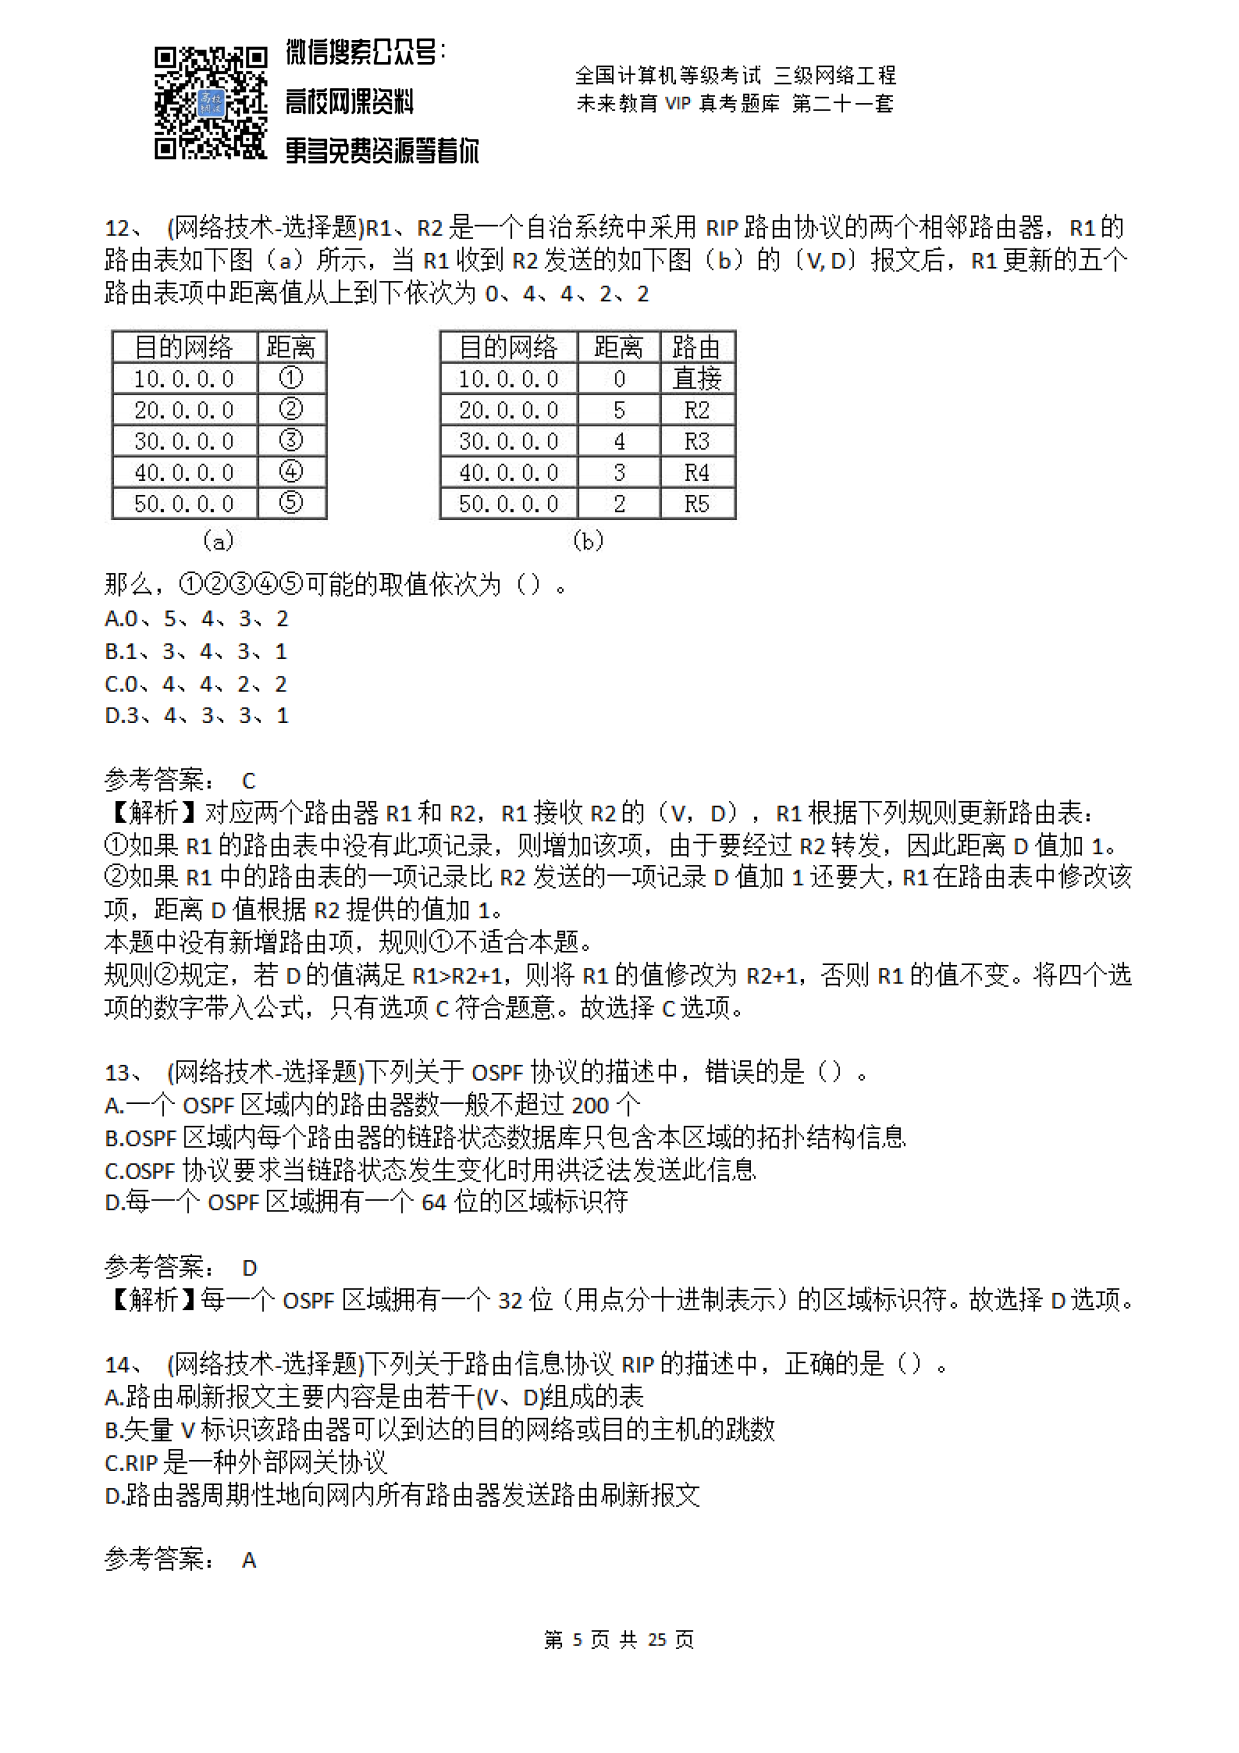 微信搜索公众号:
高校网课资料
更多免费资源等着你
全国计算机等级考试 三级网络工程
未来教育 VIP 真考题库 第二十一套
12、 (网络技术-选择题)R1、R2 是一个自治系统中采用 RIP 路由协议的两个相邻路由器，R1 的
路由表如下图（a）所示，当 R1 收到 R2 发送的如下图（b）的〔V, D〕报文后，R1 更新的五个
路由表项中距离值从上到下依次为 0、4、4、2、2
目的网络 距离
10.0.0.0 ①
20.0.0.0 ②
30.0.0.0 ③
40.0.0.0 ④
50.0.0.0 ⑤
(a)
目的网络 距离 路由
10.0.0.0 0 直接
20.0.0.0 5 R2
30.0.0.0 4 R3
40.0.0.0 3 R4
50.0.0.0 2 R5
(b)
那么，①②③④⑤可能的取值依次为（）。
A.0、5、4、3、2
B.1、3、4、3、1
C.0、4、4、2、2
D.3、4、3、3、1
参考答案： C
【解析】对应两个路由器 R1 和 R2，R1 接收 R2 的（V，D），R1 根据下列规则更新路由表：
①如果 R1 的路由表中没有此项记录，则增加该项，由于要经过 R2 转发，因此距离 D 值加 1。
②如果 R1 中的路由表的一项记录比 R2 发送的一项记录 D 值加 1 还要大，R1 在路由表中修改该
项，距离 D 值根据 R2 提供的值加 1。
本题中没有新增路由项，规则①不适合本题。
规则②规定，若 D 的值满足 R1>R2+1，则将 R1 的值修改为 R2+1，否则 R1 的值不变。将四个选
项的数字带入公式，只有选项 C 符合题意。故选择 C 选项。
13、 (网络技术-选择题)下列关于 OSPF 协议的描述中，错误的是（）。
A.一个 OSPF 区域内的路由器数一般不超过 200 个
B.OSPF 区域内每个路由器的链路状态数据库只包含本区域的拓扑结构信息
C.OSPF 协议要求当链路状态发生变化时用洪泛法发送此信息
D.每一个 OSPF 区域拥有一个 64 位的区域标识符
参考答案： D
【解析】每一个 OSPF 区域拥有一个 32 位（用点分十进制表示）的区域标识符。故选择 D 选项。
14、 (网络技术-选择题)下列关于路由信息协议 RIP 的描述中，正确的是（）。
A.路由刷新报文主要内容是由若干(V、D)组成的表
B.矢量 V 标识该路由器可以到达的目的网络或目的主机的跳数
C.RIP 是一种外部网关协议
D.路由器周期性地向网内所有路由器发送路由刷新报文
参考答案： A
第 5 页 共 25 页